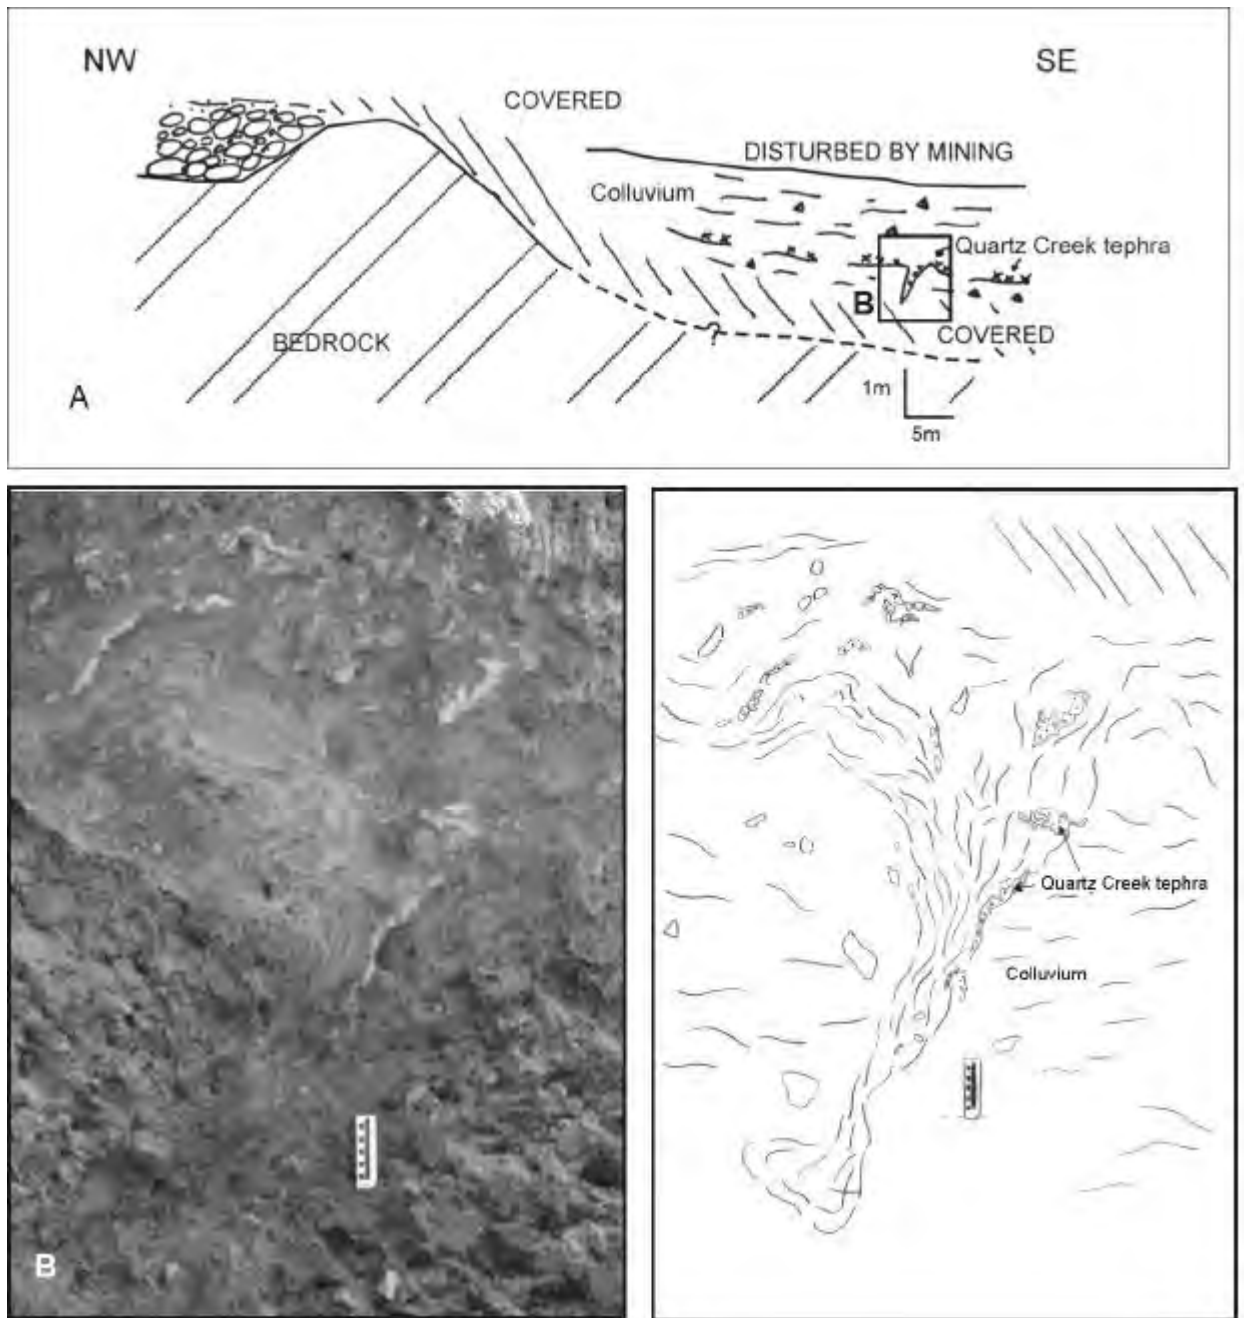 NW
SE
COVERED
DISTURBED BY MINING
Colluvium
Quartz Creek tephra
B
COVERED
BEDROCK
?
A
1m
5m
Quartz Creek tephra
Colluvium
B